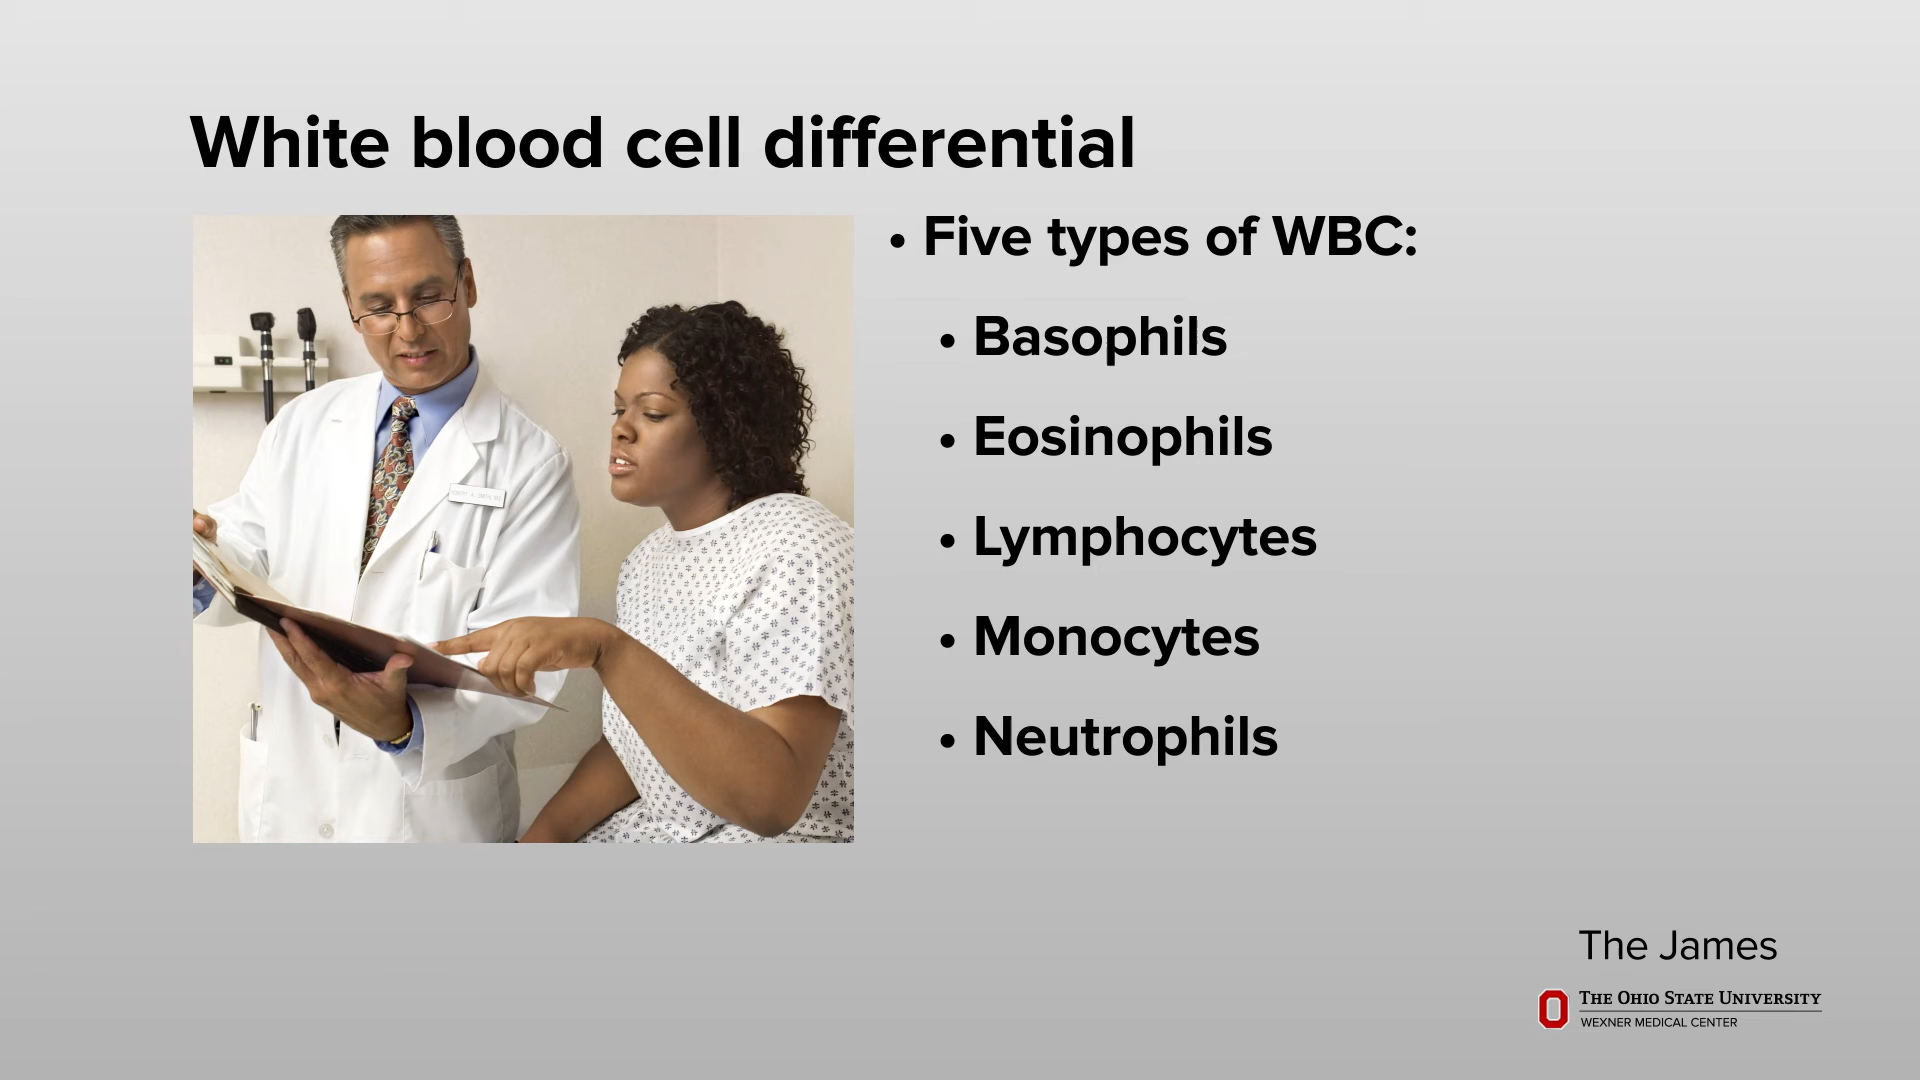 White blood cell differential
• Five types of WBC:
• Basophils
• Eosinophils
• Lymphocytes
• Monocytes
• Neutrophils
The James
THE OHIO STATE UNIVERSITY
WEXNER MEDICAL CENTER